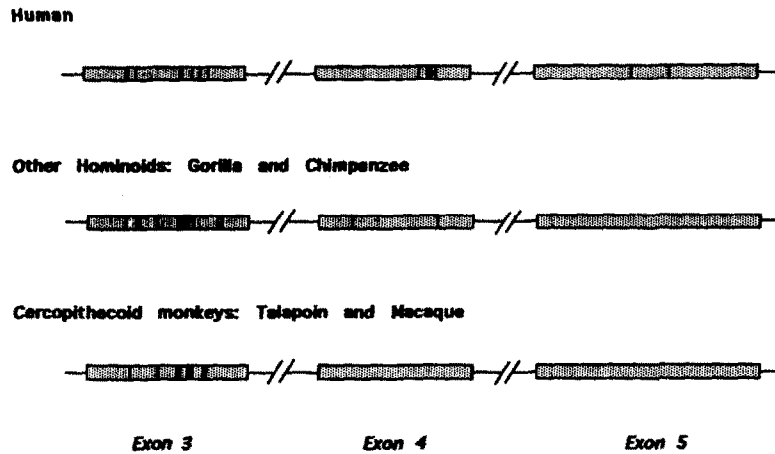 Human
Other Hominoids: Gorilla and Chimpanzee
Cercopithecoid monkeys: Talapoin and Macaque
Exon 3 Exon 4 Exon 5